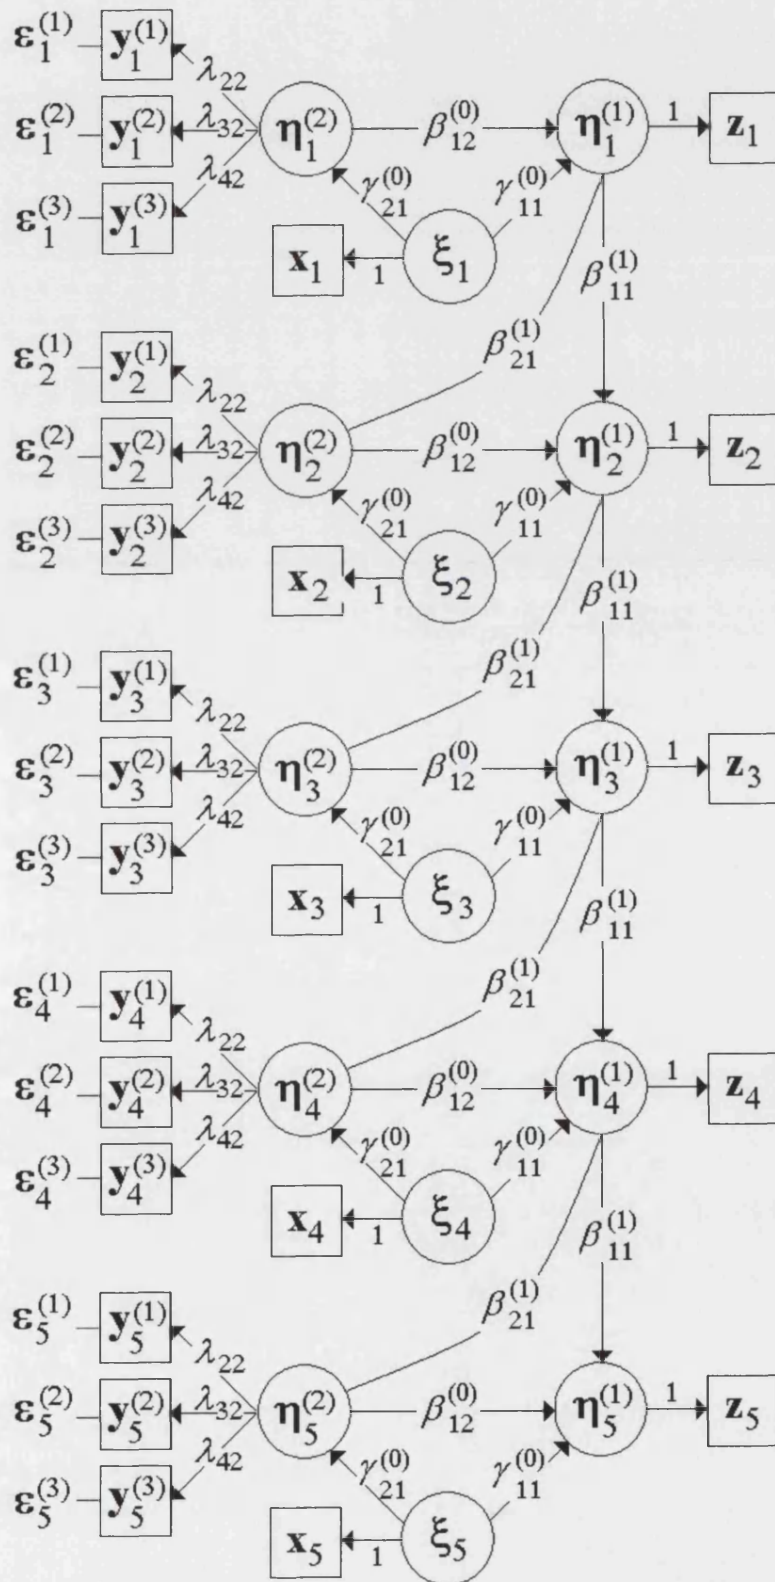 ε₁⁽¹⁾ y₁⁽¹⁾
λ₂₂
ε₁⁽²⁾ y₁⁽²⁾ λ₃₂ η₁⁽²⁾ β₁₂⁽⁰⁾ η₁⁽¹⁾ 1 z₁
λ₄₂ γ₂₁⁽⁰⁾ γ₁₁⁽⁰⁾
ε₁⁽³⁾ y₁⁽³⁾
x₁ 1 ξ₁ β₁₁⁽¹⁾
β₂₁⁽¹⁾
ε₂⁽¹⁾ y₂⁽¹⁾
λ₂₂
ε₂⁽²⁾ y₂⁽²⁾ λ₃₂ η₂⁽²⁾ β₁₂⁽⁰⁾ η₂⁽¹⁾ 1 z₂
λ₄₂ γ₂₁⁽⁰⁾ γ₁₁⁽⁰⁾
ε₂⁽³⁾ y₂⁽³⁾
x₂ 1 ξ₂ β₁₁⁽¹⁾
β₂₁⁽¹⁾
ε₃⁽¹⁾ y₃⁽¹⁾
λ₂₂
ε₃⁽²⁾ y₃⁽²⁾ λ₃₂ η₃⁽²⁾ β₁₂⁽⁰⁾ η₃⁽¹⁾ 1 z₃
λ₄₂ γ₂₁⁽⁰⁾ γ₁₁⁽⁰⁾
ε₃⁽³⁾ y₃⁽³⁾
x₃ 1 ξ₃ β₁₁⁽¹⁾
β₂₁⁽¹⁾
ε₄⁽¹⁾ y₄⁽¹⁾
λ₂₂
ε₄⁽²⁾ y₄⁽²⁾ λ₃₂ η₄⁽²⁾ β₁₂⁽⁰⁾ η₄⁽¹⁾ 1 z₄
λ₄₂ γ₂₁⁽⁰⁾ γ₁₁⁽⁰⁾
ε₄⁽³⁾ y₄⁽³⁾
x₄ 1 ξ₄ β₁₁⁽¹⁾
β₂₁⁽¹⁾
ε₅⁽¹⁾ y₅⁽¹⁾
λ₂₂
ε₅⁽²⁾ y₅⁽²⁾ λ₃₂ η₅⁽²⁾ β₁₂⁽⁰⁾ η₅⁽¹⁾ 1 z₅
λ₄₂ γ₂₁⁽⁰⁾ γ₁₁⁽⁰⁾
ε₅⁽³⁾ y₅⁽³⁾
x₅ 1 ξ₅